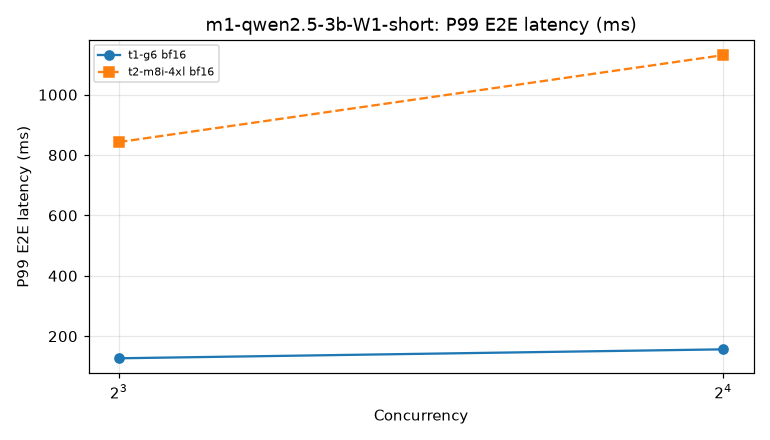 m1-qwen2.5-3b-W1-short: P99 E2E latency (ms)
t1-g6 bf16
t2-m8i-4xl bf16
P99 E2E latency (ms)
1000
800
600
400
200
2³ 2⁴
Concurrency